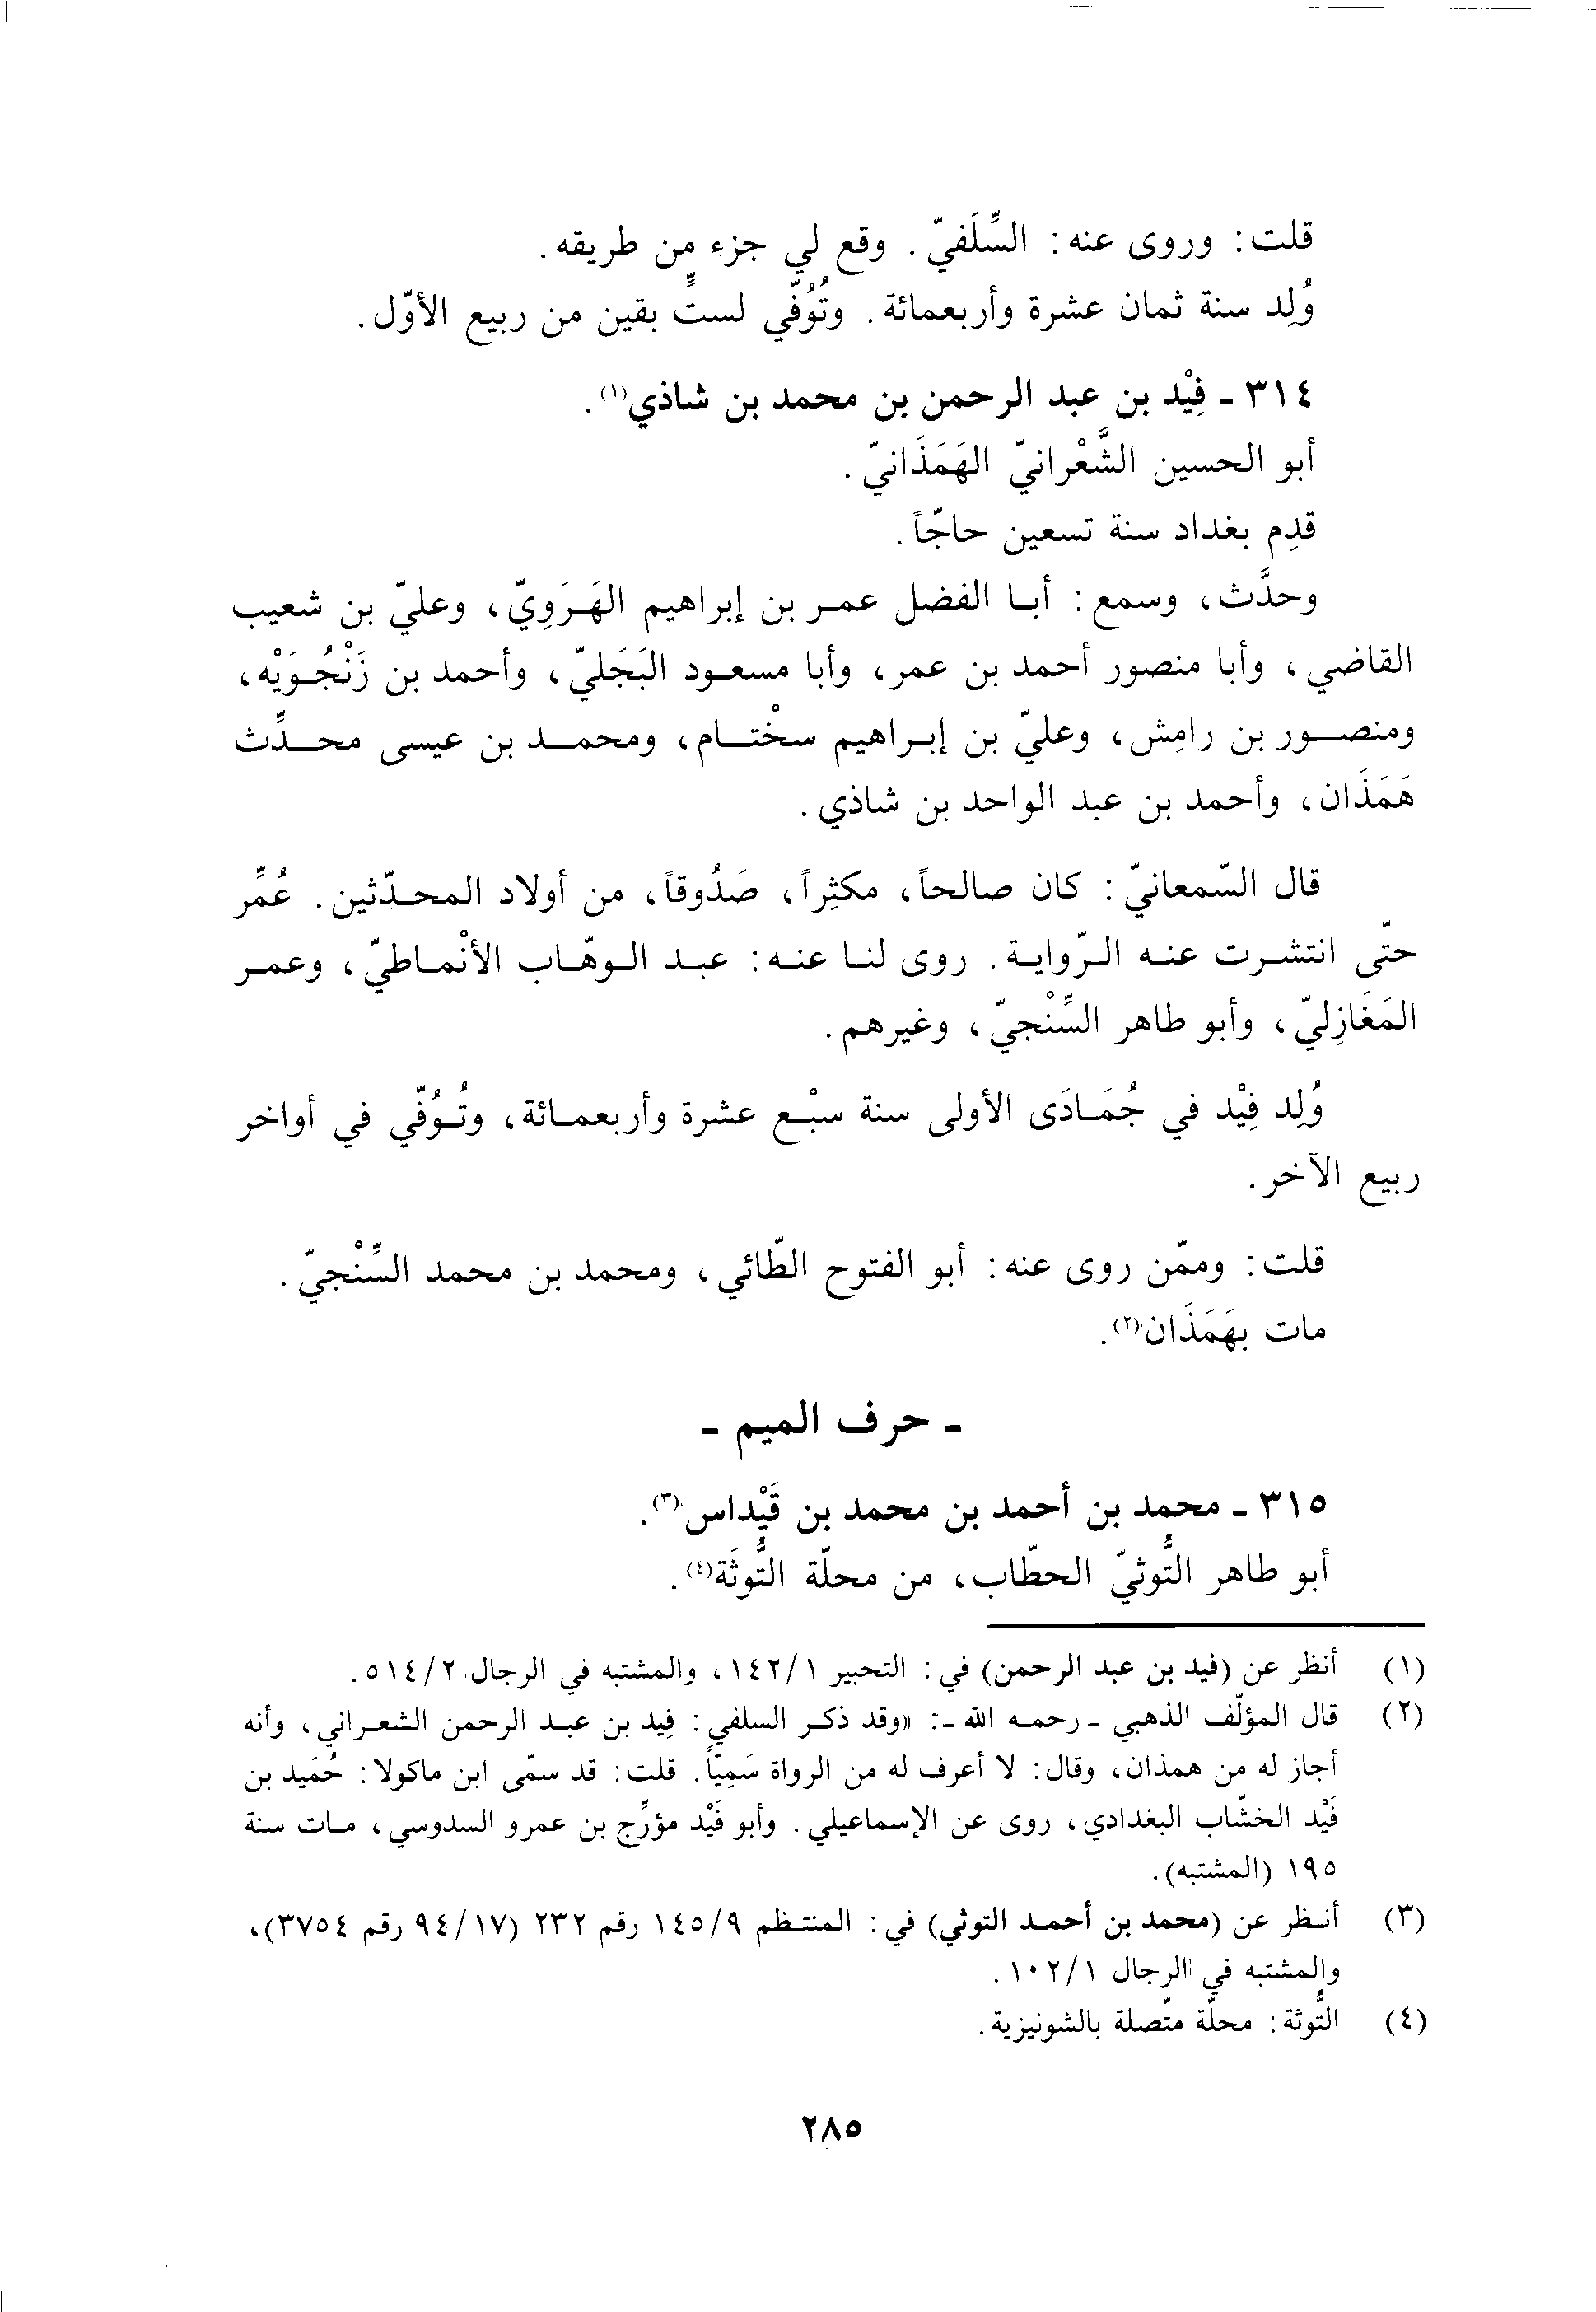 قلت: وروى عنه: السِّلَفيّ. وقع لي جزء من طريقه.
وُلِد سنة ثمان عشرة وأربعمائة. وتُوُفّي لستٍّ بقين من ربيع الأوّل.
٣١٤ ـ فِيْد بن عبد الرحمن بن محمد بن شاذي(١).
أبو الحسين الشَّعْرانيّ الهَمَذَانيّ.
قدِم بغداد سنة تسعين حاجّاً.
وحدَّث، وسمع: أبا الفضل عمر بن إبراهيم الهَرَوِيّ، وعليّ بن شعيب
القاضي، وأبا منصور أحمد بن عمر، وأبا مسعود البَجَليّ، وأحمد بن زَنْجُوَيْه،
ومنصور بن رامِش، وعليّ بن إبراهيم سخْتام، ومحمد بن عيسى محدِّث
هَمَذَان، وأحمد بن عبد الواحد بن شاذي.
قال السّمعانيّ: كان صالحاً، مكثِراً، صَدُوقاً، من أولاد المحدّثين. عُمِّر
حتّى انتشرت عنه الرّواية. روى لنا عنه: عبد الوهّاب الأنْماطيّ، وعمر
المَغَازِليّ، وأبو طاهر السِّنْجيّ، وغيرهم.
وُلِد فِيْد في جُمَادَى الأولى سنة سبْع عشرة وأربعمائة، وتُوُفّي في أواخر
ربيع الآخر.
قلت: وممّن روى عنه: أبو الفتوح الطّائي، ومحمد بن محمد السِّنْجيّ.
مات بهَمَذَان(٢).
ـ حرف الميم ـ
٣١٥ ـ محمد بن أحمد بن محمد بن قَيْداس(٣).
أبو طاهر التُّوثيّ الحطّاب، من محلّة التُّوثَة(٤).
(١) أنظر عن (فيد بن عبد الرحمن) في: التحبير ١٤٢/١، والمشتبه في الرجال ٥١٤/٢.
(٢) قال المؤلّف الذهبي ـ رحمه الله ـ: «وقد ذكر السلفي: فِيد بن عبد الرحمن الشعراني، وأنه
أجاز له من همذان، وقال: لا أعرف له من الرواة سَمِيّاً. قلت: قد سمّى ابن ماكولا: حُمَيد بن
فَيْد الخشّاب البغدادي، روى عن الإسماعيلي. وأبو فَيْد مؤرِّج بن عمرو السدوسي، مات سنة
١٩٥ (المشتبه).
(٣) أنظر عن (محمد بن أحمد التوثي) في: المنتظم ١٤٥/٩ رقم ٢٣٢ (٩٤/١٧ رقم ٣٧٥٤)،
والمشتبه في الرجال ١٠٢/١.
(٤) التُّوثة: محلّة متّصلة بالشونيزية.
٢٨٥